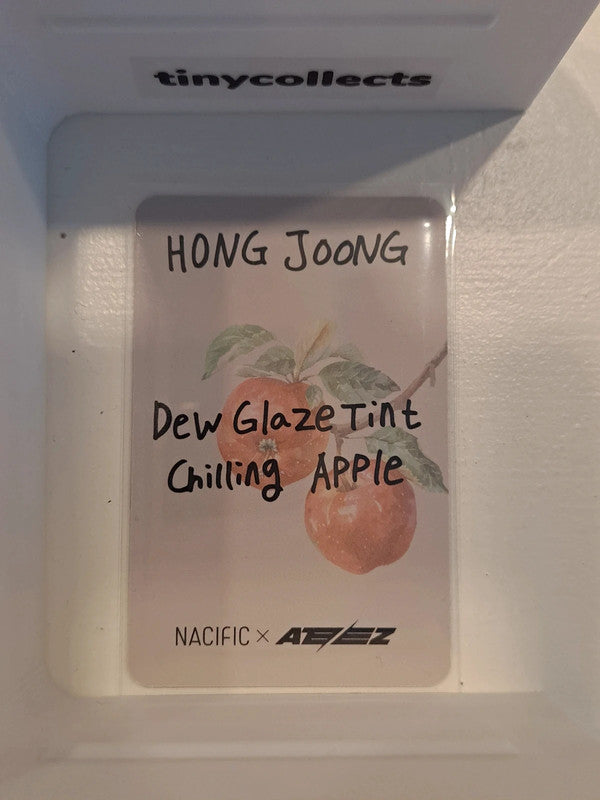 tinycollects
HONG JOONG
Dew Glaze Tint
Chilling APPle
NACIFIC × ATEEZ